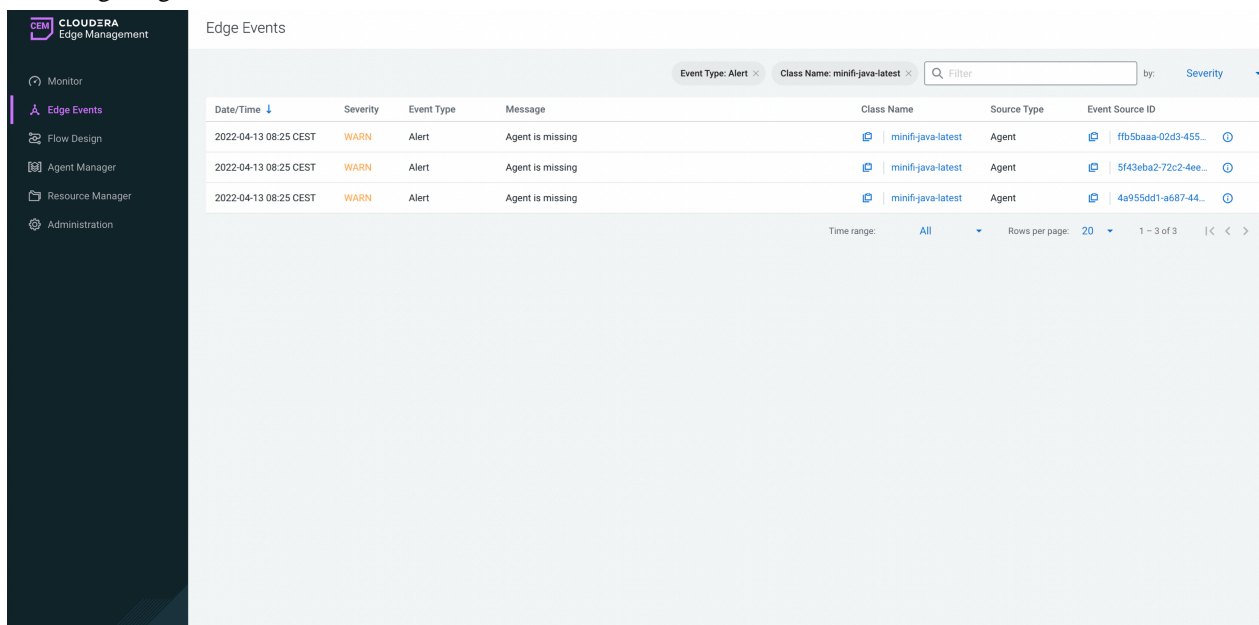 CEM CLOUDERA
Edge Management
Edge Events
Monitor
Edge Events
Flow Design
Agent Manager
Resource Manager
Administration
Event Type: Alert × Class Name: minifi-java-latest × Filter by: Severity
Date/Time ↓ Severity Event Type Message Class Name Source Type Event Source ID
2022-04-13 08:25 CEST WARN Alert Agent is missing minifi-java-latest Agent ffb5baaa-02d3-455...
2022-04-13 08:25 CEST WARN Alert Agent is missing minifi-java-latest Agent 5f43eba2-72c2-4ee...
2022-04-13 08:25 CEST WARN Alert Agent is missing minifi-java-latest Agent 4a955dd1-a687-44...
Time range: All Rows per page: 20 1 – 3 of 3